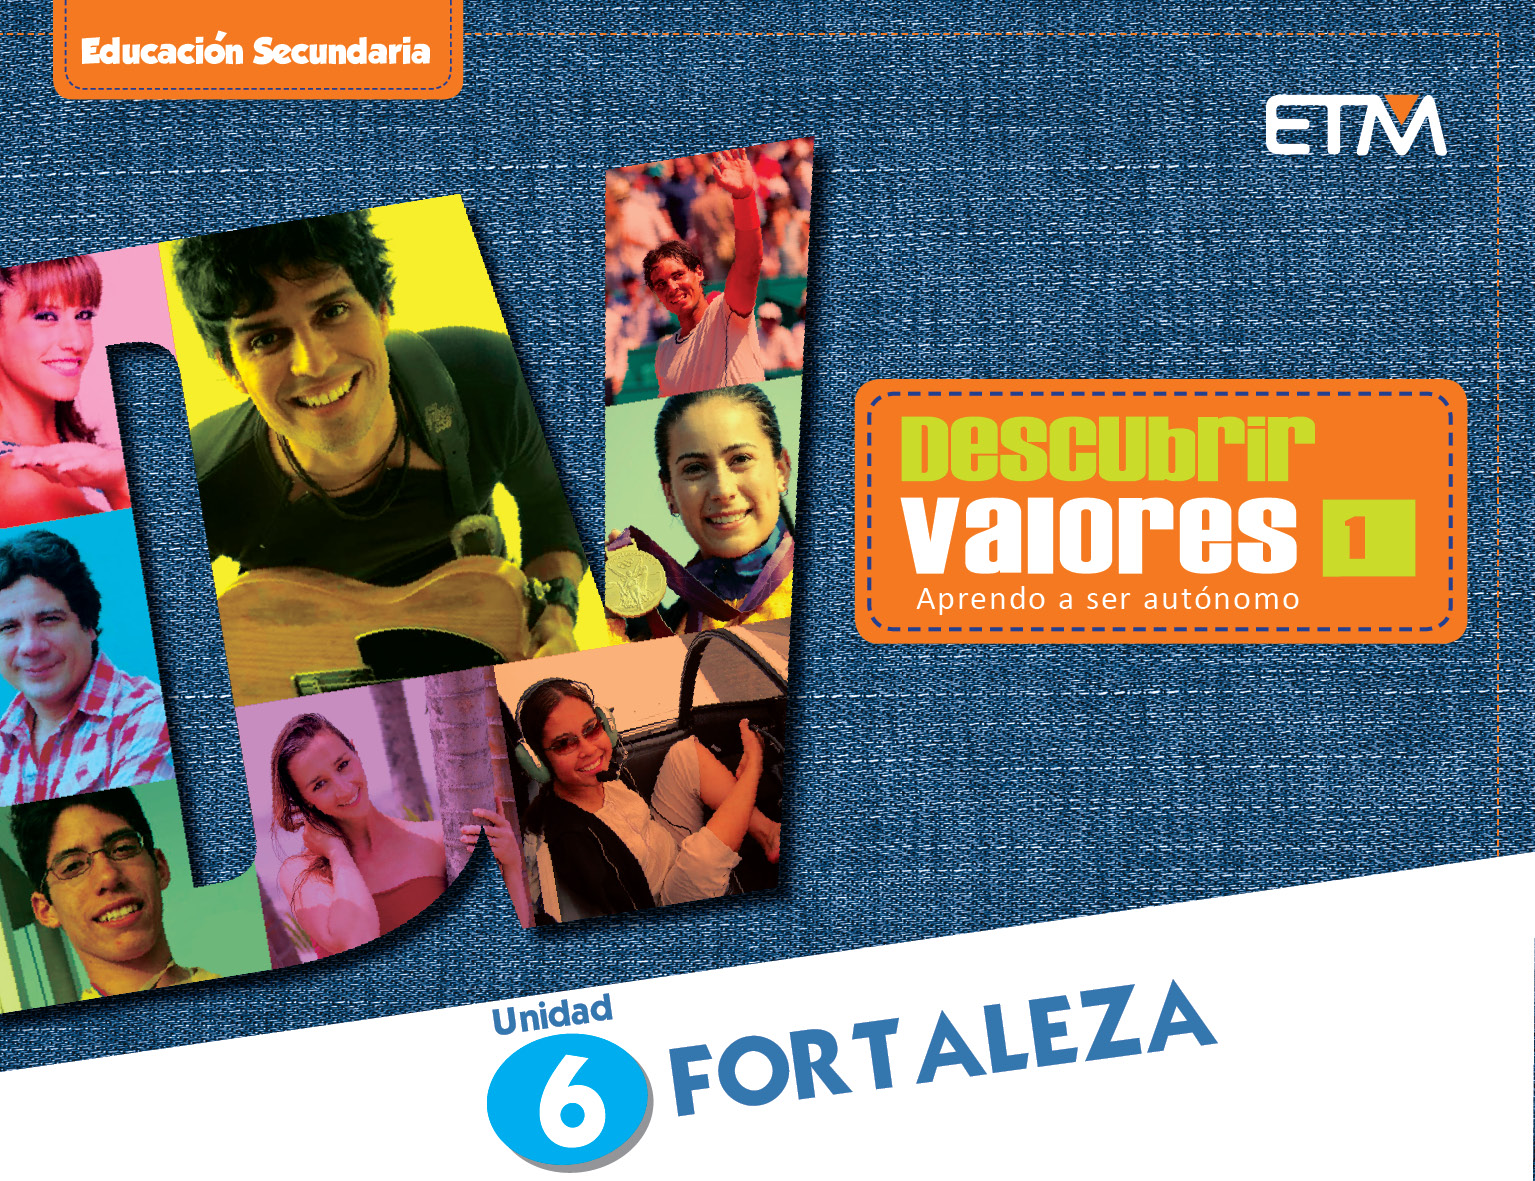 Educación Secundaria
ETM
Descubrir
valores 1
Aprendo a ser autónomo
Unidad
6 FORTALEZA